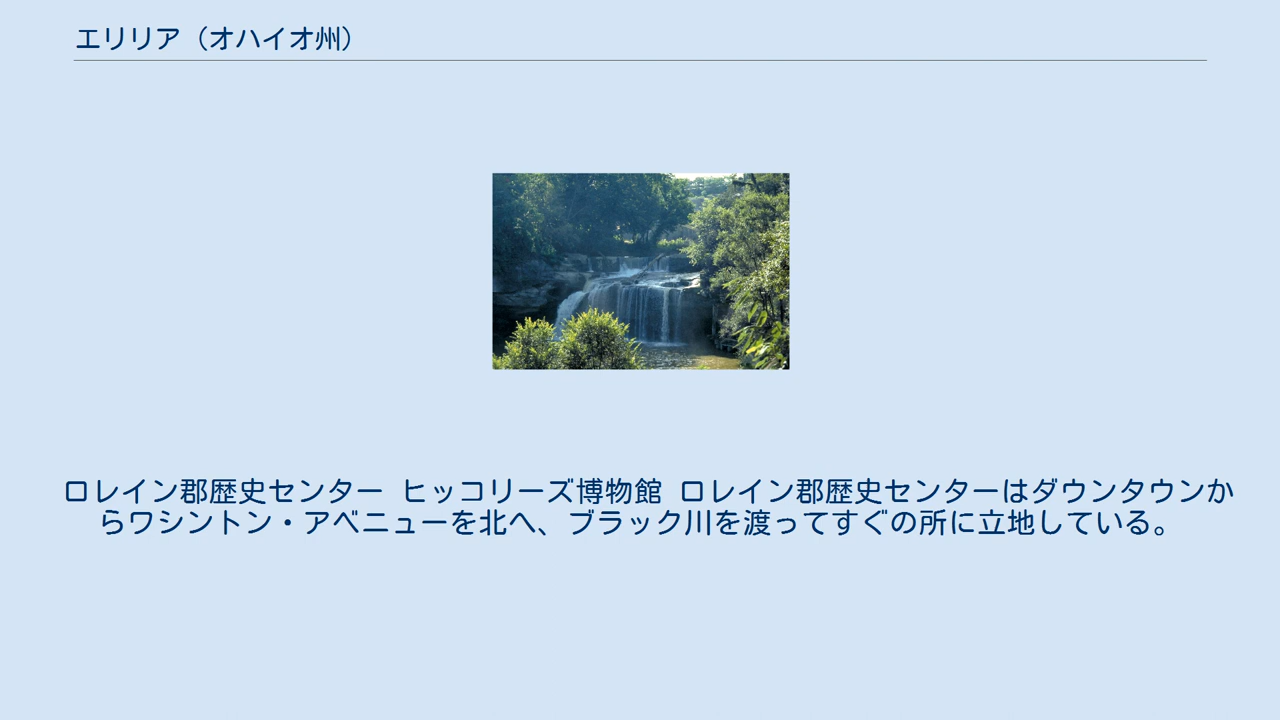 エリリア（オハイオ州）
ロレイン郡歴史センター ヒッコリーズ博物館 ロレイン郡歴史センターはダウンタウンか
らワシントン・アベニューを北へ、ブラック川を渡ってすぐの所に立地している。